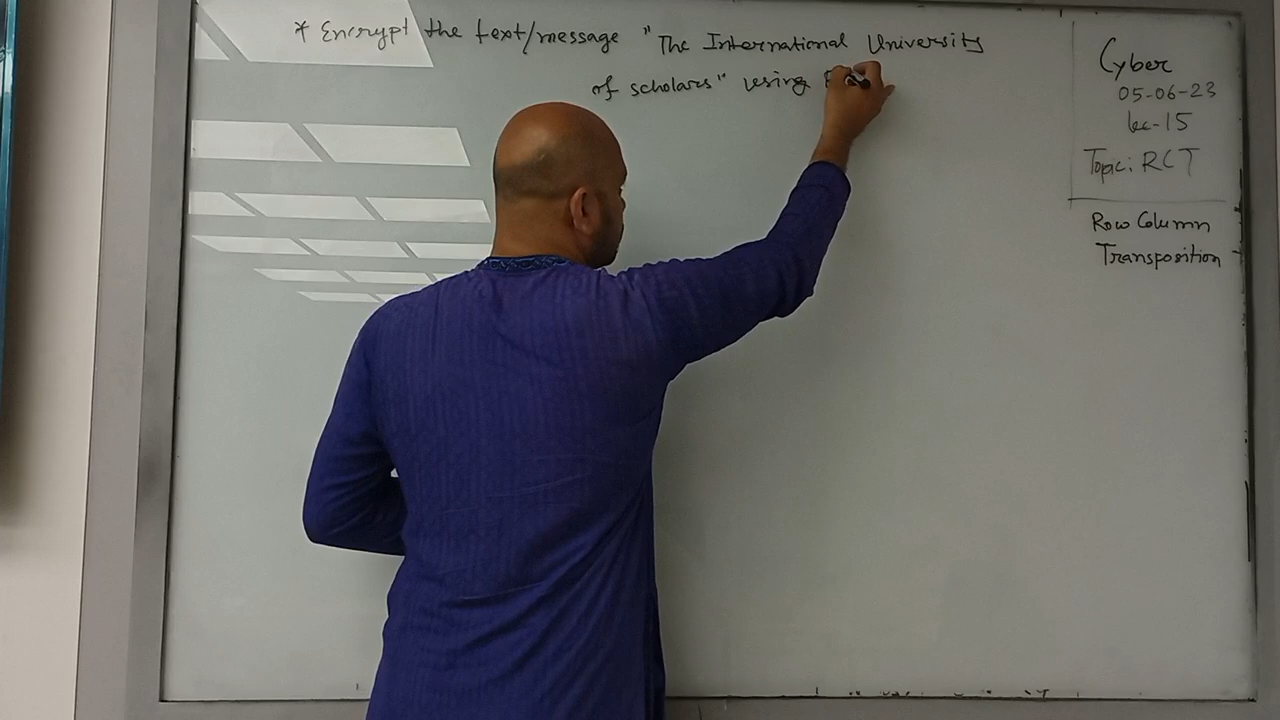 * Encrypt the text/message "The International University
of scholars" using
Cyber
05-06-23
Lec-15
Topic: RCT
Row Column
Transposition